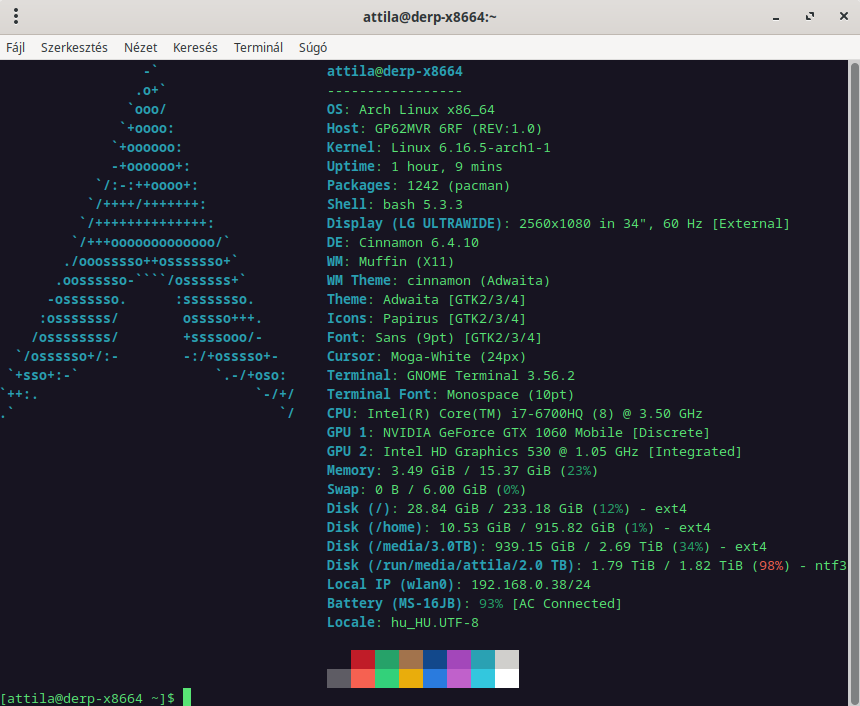 attila@derp-x8664:~
Fájl Szerkesztés Nézet Keresés Terminál Súgó
                  -`                     attila@derp-x8664
                 .o+`                    -----------------
                `ooo/                    OS: Arch Linux x86_64
               `+oooo:                   Host: GP62MVR 6RF (REV:1.0)
              `+oooooo:                  Kernel: Linux 6.16.5-arch1-1
              -+oooooo+:                 Uptime: 1 hour, 9 mins
            `/:-:++oooo+:                Packages: 1242 (pacman)
           `/++++/+++++++:               Shell: bash 5.3.3
          `/++++++++++++++:              Display (LG ULTRAWIDE): 2560x1080 in 34", 60 Hz [External]
         `/+++ooooooooooooo/`            DE: Cinnamon 6.4.10
        ./ooosssso++osssssso+`           WM: Muffin (X11)
       .oossssso-````/ossssss+`          WM Theme: cinnamon (Adwaita)
      -osssssso.      :ssssssso.         Theme: Adwaita [GTK2/3/4]
     :osssssss/        osssso+++.        Icons: Papirus [GTK2/3/4]
    /ossssssss/        +ssssooo/-        Font: Sans (9pt) [GTK2/3/4]
  `/ossssso+/:-        -:/+osssso+-      Cursor: Moga-White (24px)
 `+sso+:-`                 `.-/+oso:     Terminal: GNOME Terminal 3.56.2
`++:.                           `-/+/    Terminal Font: Monospace (10pt)
.`                                 `/    CPU: Intel(R) Core(TM) i7-6700HQ (8) @ 3.50 GHz
GPU 1: NVIDIA GeForce GTX 1060 Mobile [Discrete]
GPU 2: Intel HD Graphics 530 @ 1.05 GHz [Integrated]
Memory: 3.49 GiB / 15.37 GiB (23%)
Swap: 0 B / 6.00 GiB (0%)
Disk (/): 28.84 GiB / 233.18 GiB (12%) - ext4
Disk (/home): 10.53 GiB / 915.82 GiB (1%) - ext4
Disk (/media/3.0TB): 939.15 GiB / 2.69 TiB (34%) - ext4
Disk (/run/media/attila/2.0 TB): 1.79 TiB / 1.82 TiB (98%) - ntf3
Local IP (wlan0): 192.168.0.38/24
Battery (MS-16JB): 93% [AC Connected]
Locale: hu_HU.UTF-8
[attila@derp-x8664 ~]$